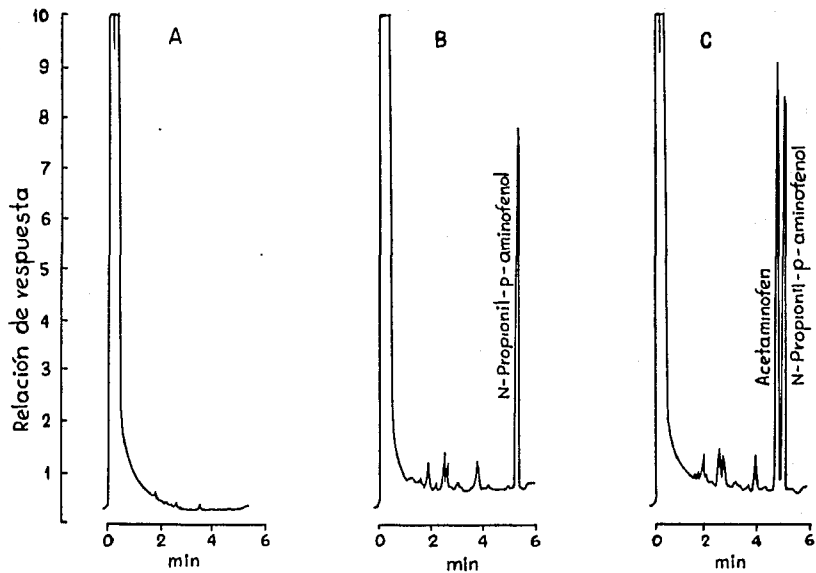 A
B
C
10
9
8
7
6
5
4
3
2
1
Relación de respuesta
N-Propionil-p-aminofenol
Acetaminofen
N-Propionil-p-aminofenol
0 2 4 6
min
0 2 4 6
min
0 2 4 6
min